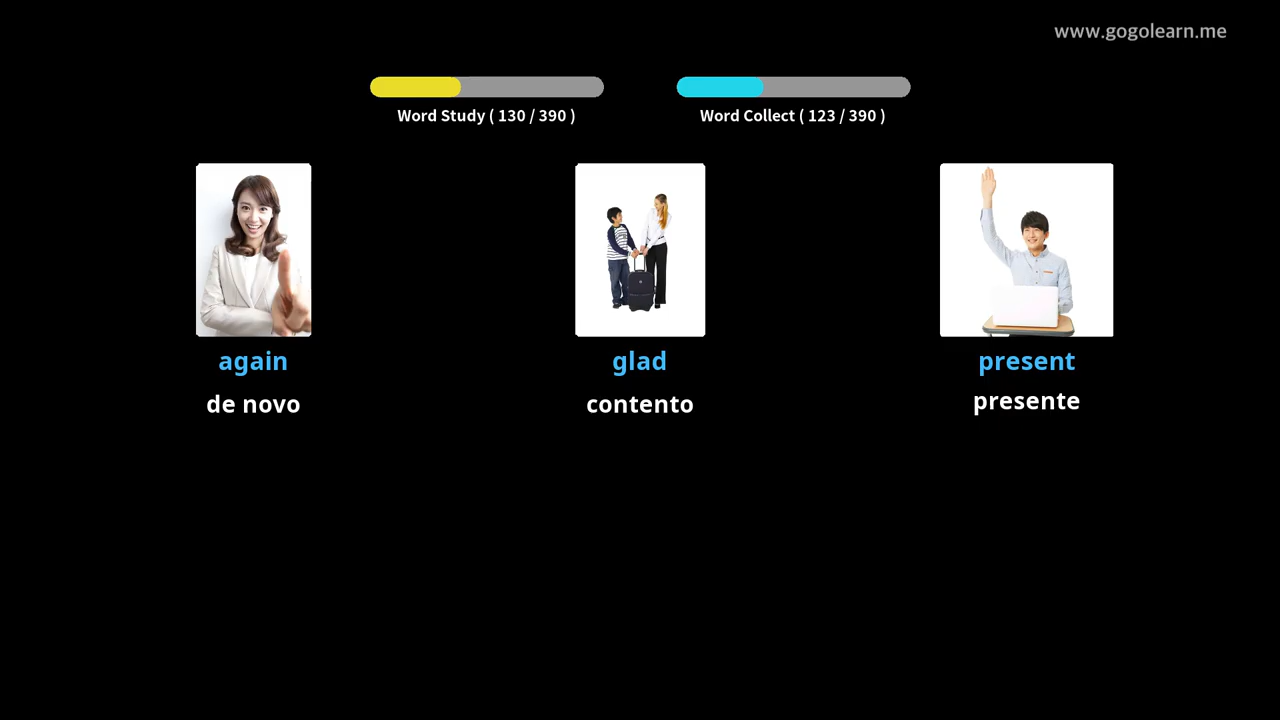 www.gogolearn.me
Word Study ( 130 / 390 )
Word Collect ( 123 / 390 )
again
glad
present
de novo
contento
presente